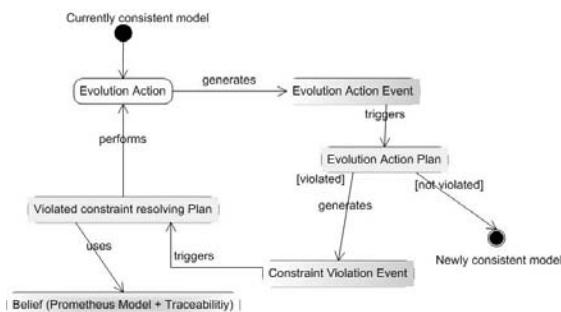 Currently consistent model
Evolution Action
generates
Evolution Action Event
triggers
Evolution Action Plan
[violated]
[not violated]
generates
performs
Violated constraint resolving Plan
uses
triggers
Constraint Violation Event
Newly consistent model
Belief (Prometheus Model + Traceabilitiy)